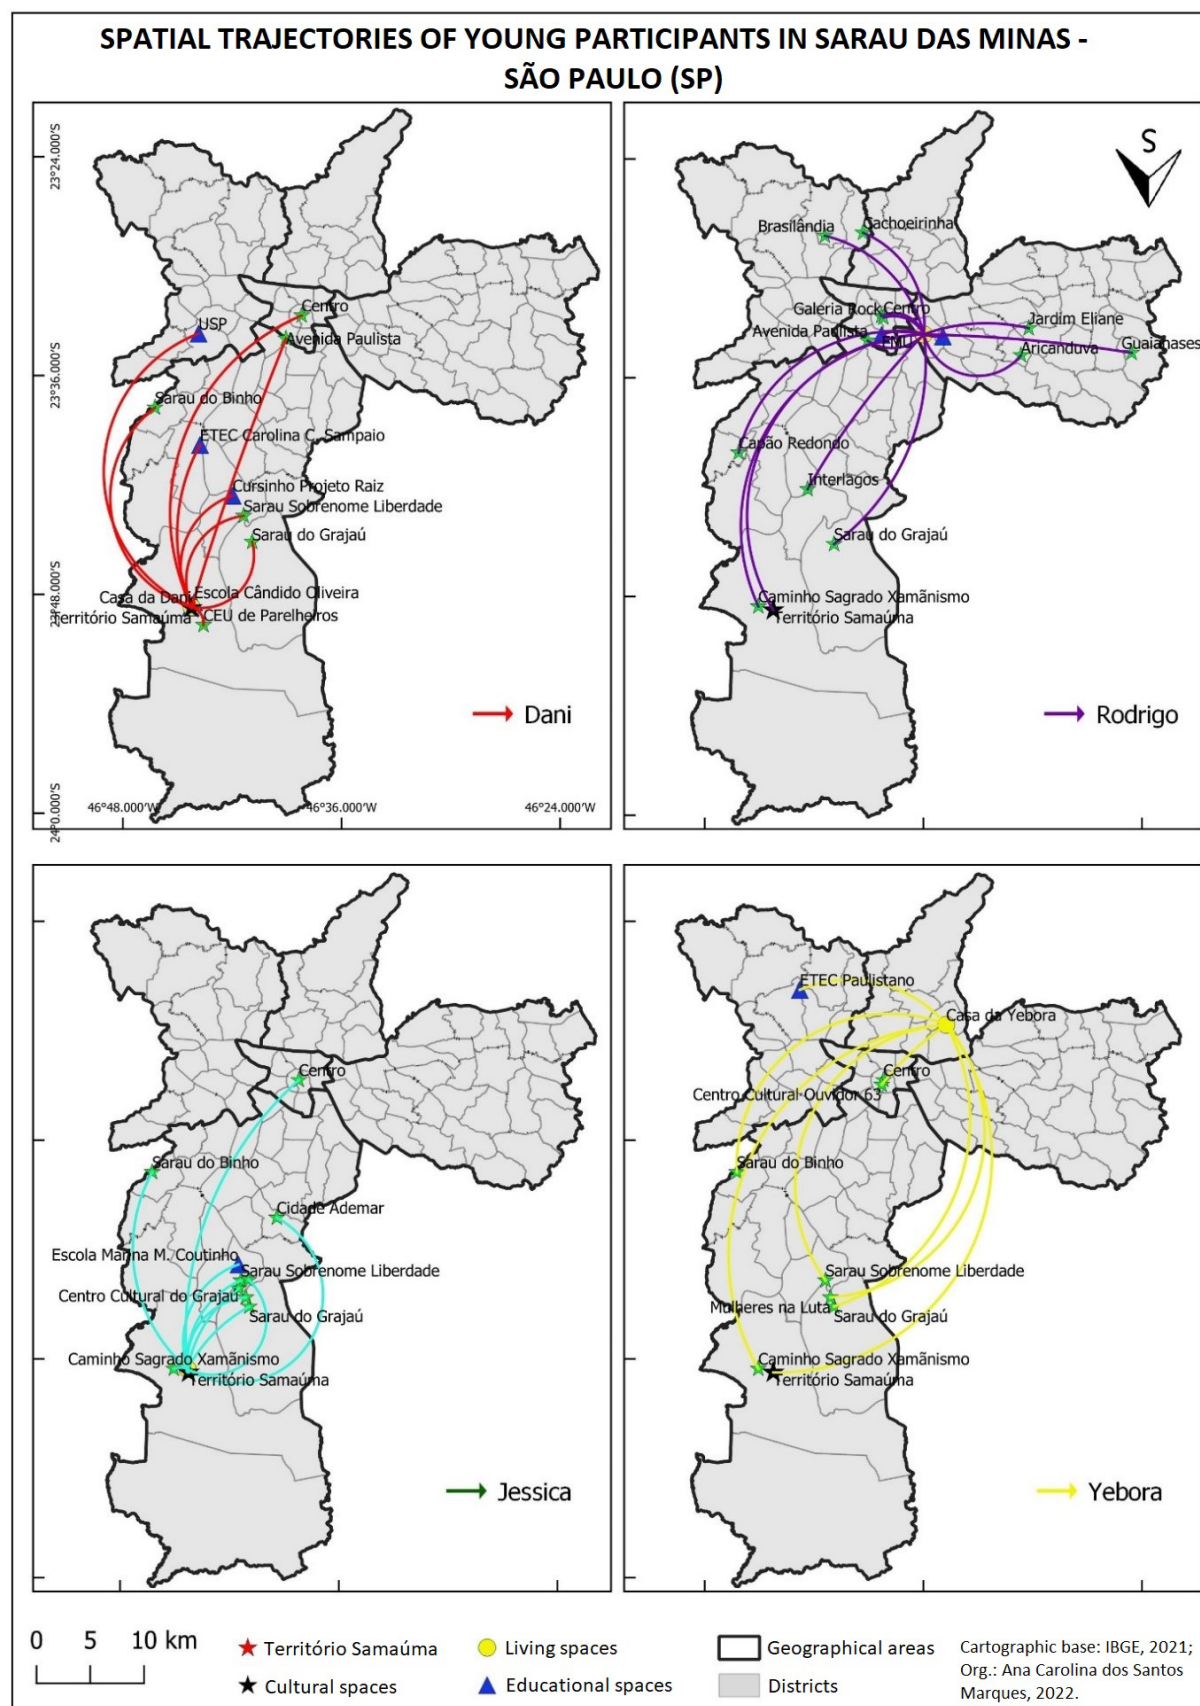 SPATIAL TRAJECTORIES OF YOUNG PARTICIPANTS IN SARAU DAS MINAS -
SÃO PAULO (SP)
23°24.000'S
23°36.000'S
23°48.000'S
24°0.000'S
USP
Centro
Avenida Paulista
Sarau do Binho
ETEC Carolina C. Sampaio
Cursinho Projeto Raiz
Sarau Sobrenome Liberdade
Sarau do Grajaú
Casa da Dani
Escola Cândido Oliveira
Território Samaúma
CEU de Parelheiros
Dani
46°48.000'W
46°36.000'W
46°24.000'W
S
Brasilândia
Cachoeirinha
Galeria Rock
Centro
Avenida Paulista
FMU
Jardim Eliane
Aricanduva
Guaianases
Capão Redondo
Interlagos
Sarau do Grajaú
Caminho Sagrado Xamãnismo
Território Samaúma
Rodrigo
Centro
Sarau do Binho
Cidade Ademar
Escola Marina M. Coutinho
Sarau Sobrenome Liberdade
Centro Cultural do Grajaú
Sarau do Grajaú
Caminho Sagrado Xamãnismo
Território Samaúma
Jessica
ETEC Paulistano
Casa da Yebora
Centro
Centro Cultural Ouvidor 63
Sarau do Binho
Sarau Sobrenome Liberdade
Mulheres na Luta
Sarau do Grajaú
Caminho Sagrado Xamãnismo
Território Samaúma
Yebora
0 5 10 km
Território Samaúma
Cultural spaces
Living spaces
Educational spaces
Geographical areas
Districts
Cartographic base: IBGE, 2021;
Org.: Ana Carolina dos Santos
Marques, 2022.